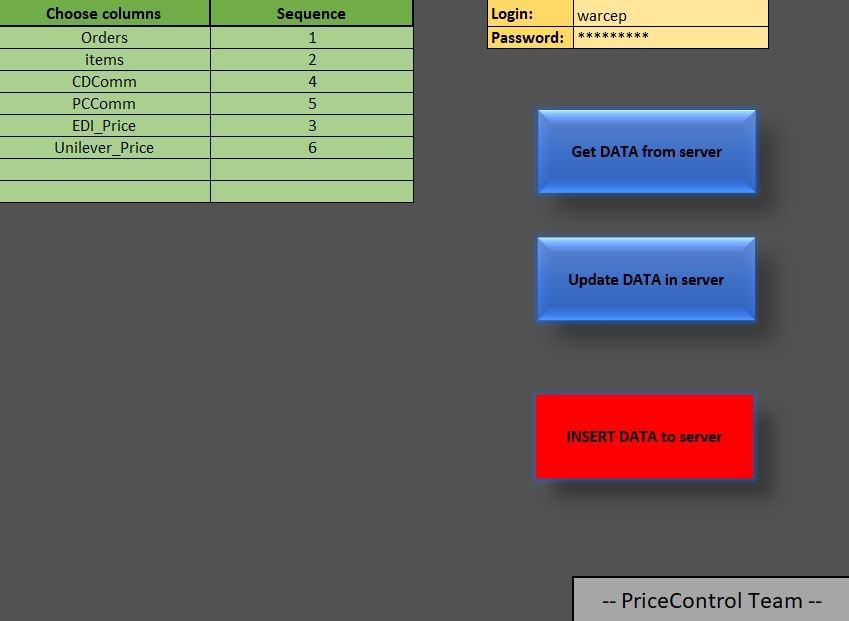 Choose columns Sequence
Orders 1
items 2
CDComm 4
PCComm 5
EDI_Price 3
Unilever_Price 6
Login: warcep
Password: *********
Get DATA from server
Update DATA in server
INSERT DATA to server
-- PriceControl Team --